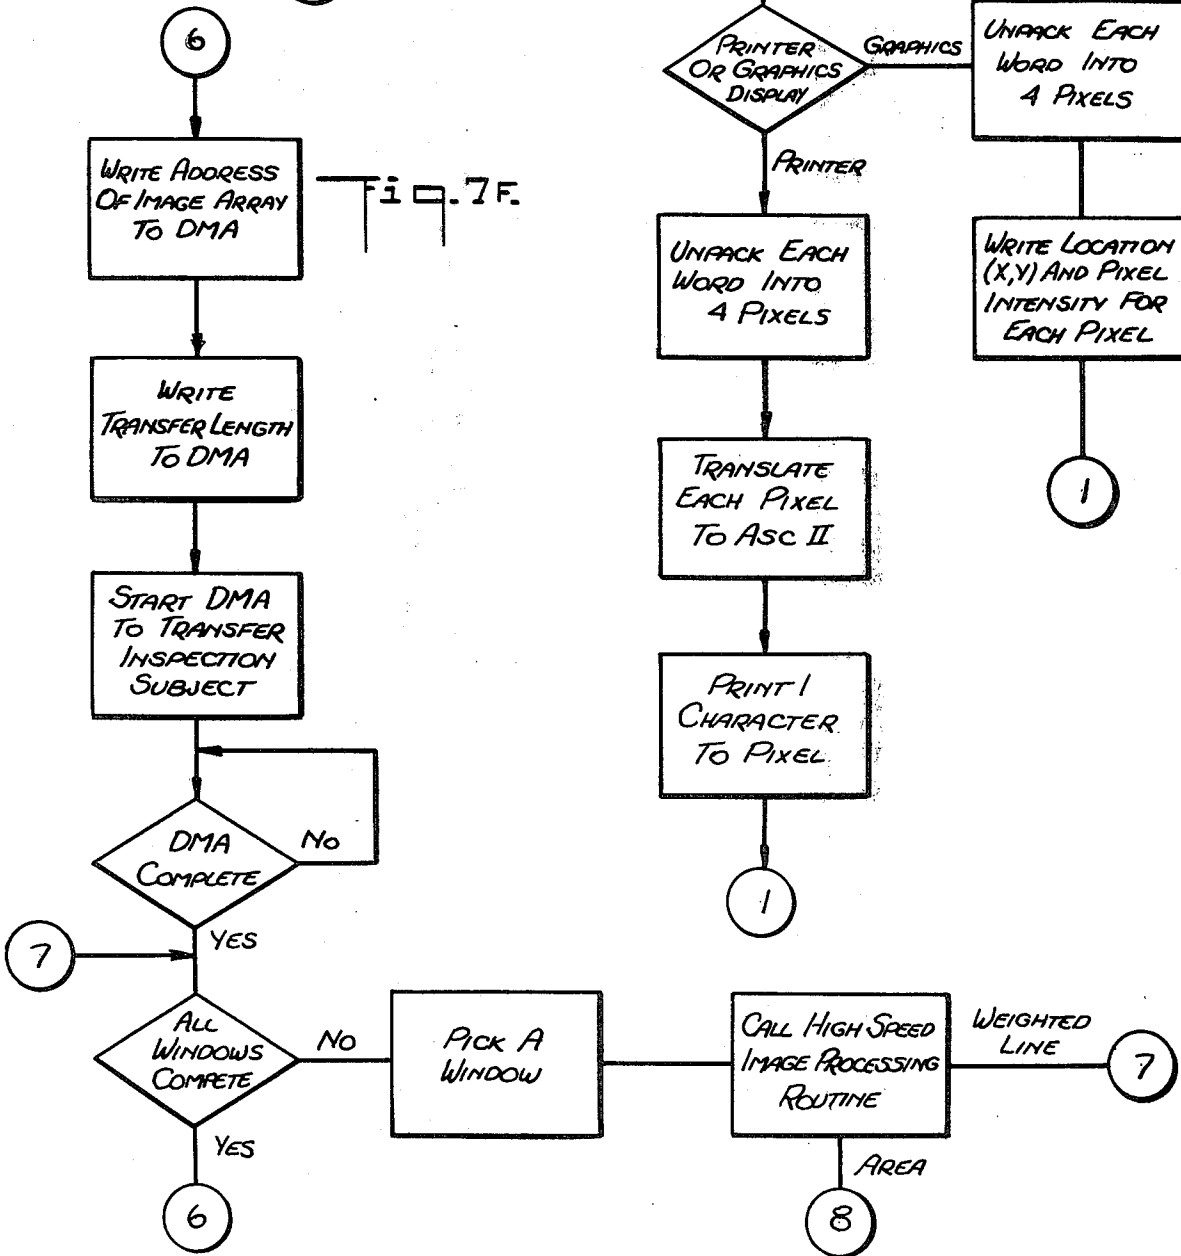 6
WRITE ADDRESS
OF IMAGE ARRAY
TO DMA
Fig. 7F.
WRITE
TRANSFER LENGTH
TO DMA
START DMA
TO TRANSFER
INSPECTION
SUBJECT
DMA
COMPLETE
NO
YES
7
ALL
WINDOWS
COMPETE
NO
YES
6
PICK A
WINDOW
CALL HIGH SPEED
IMAGE PROCESSING
ROUTINE
WEIGHTED
LINE
7
AREA
8
PRINTER
OR GRAPHICS
DISPLAY
GRAPHICS
PRINTER
UNPACK EACH
WORD INTO
4 PIXELS
TRANSLATE
EACH PIXEL
TO ASC II
PRINT 1
CHARACTER
TO PIXEL
1
UNPACK EACH
WORD INTO
4 PIXELS
WRITE LOCATION
(X,Y) AND PIXEL
INTENSITY FOR
EACH PIXEL
1